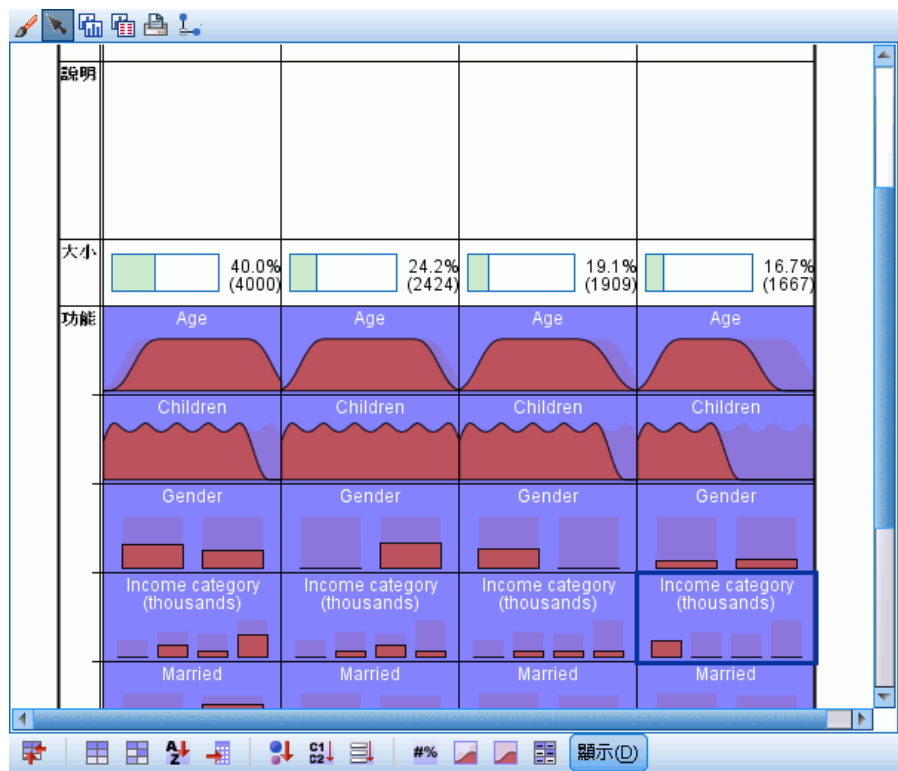 說明
大小
40.0% 24.2% 19.1% 16.7%
(4000) (2424) (1909) (1667)
功能
Age Age Age Age
Children Children Children Children
Gender Gender Gender Gender
Income category Income category Income category Income category
(thousands) (thousands) (thousands) (thousands)
Married Married Married Married
A Z C1 C2 #% 顯示(D)